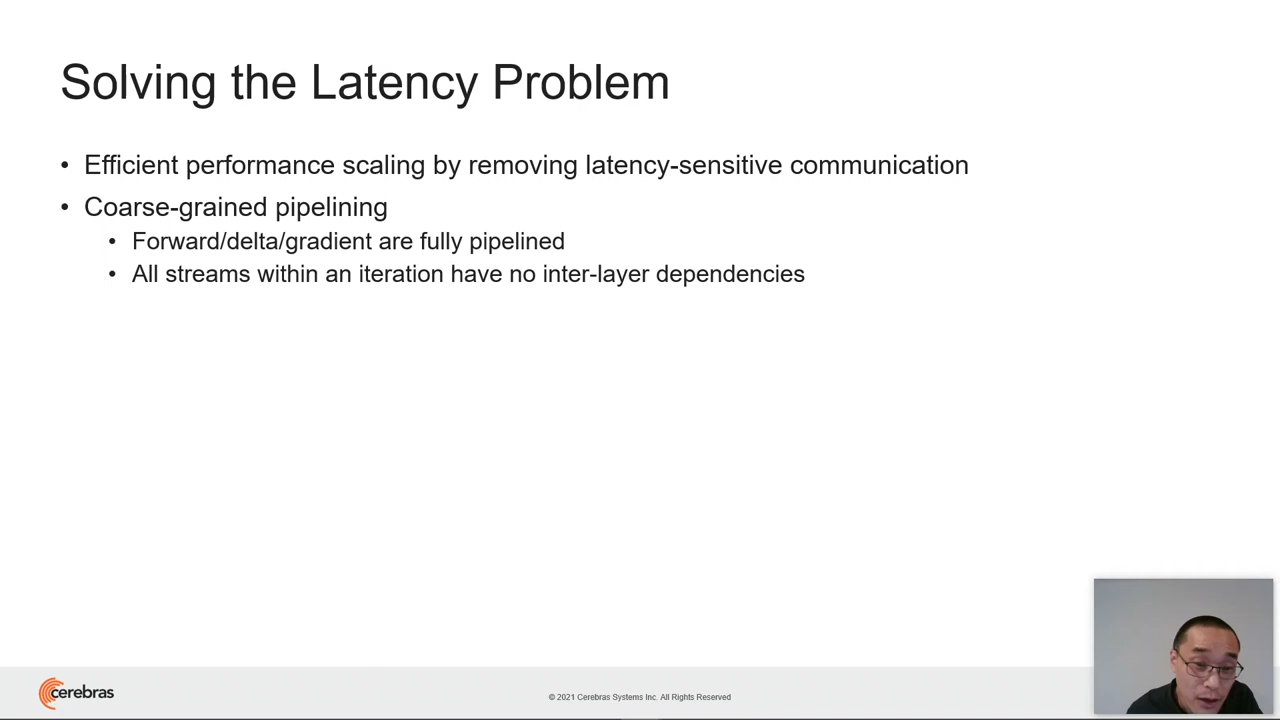 Solving the Latency Problem
• Efficient performance scaling by removing latency-sensitive communication
• Coarse-grained pipelining
• Forward/delta/gradient are fully pipelined
• All streams within an iteration have no inter-layer dependencies
cerebras
© 2021 Cerebras Systems Inc. All Rights Reserved